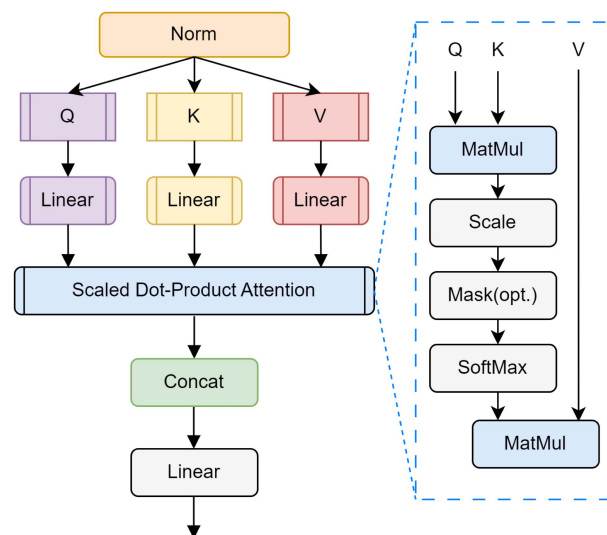 Norm
Q K V
Linear Linear Linear
Scaled Dot-Product Attention
Concat
Linear
Q K V
MatMul
Scale
Mask(opt.)
SoftMax
MatMul